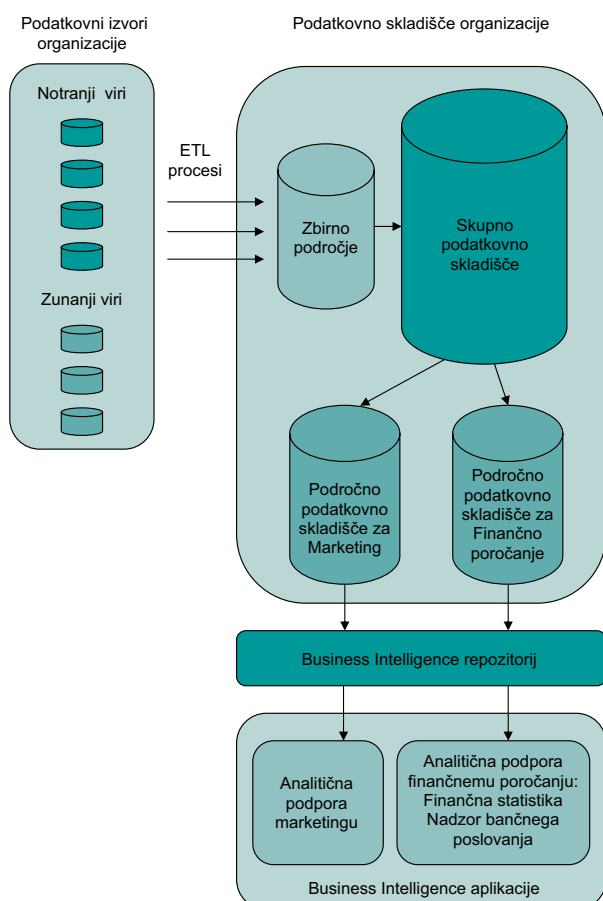 Podatkovni izvori
organizacije
Notranji viri
Zunanji viri
ETL
procesi
Podatkovno skladišče organizacije
Zbirno
področje
Skupno
podatkovno
skladišče
Področno
podatkovno
skladišče za
Marketing
Področno
podatkovno
skladišče za
Finančno
poročanje
Business Intelligence repozitorij
Analitična
podpora
marketingu
Analitična podpora
finančnemu poročanju:
Finančna statistika
Nadzor bančnega
poslovanja
Business Intelligence aplikacije